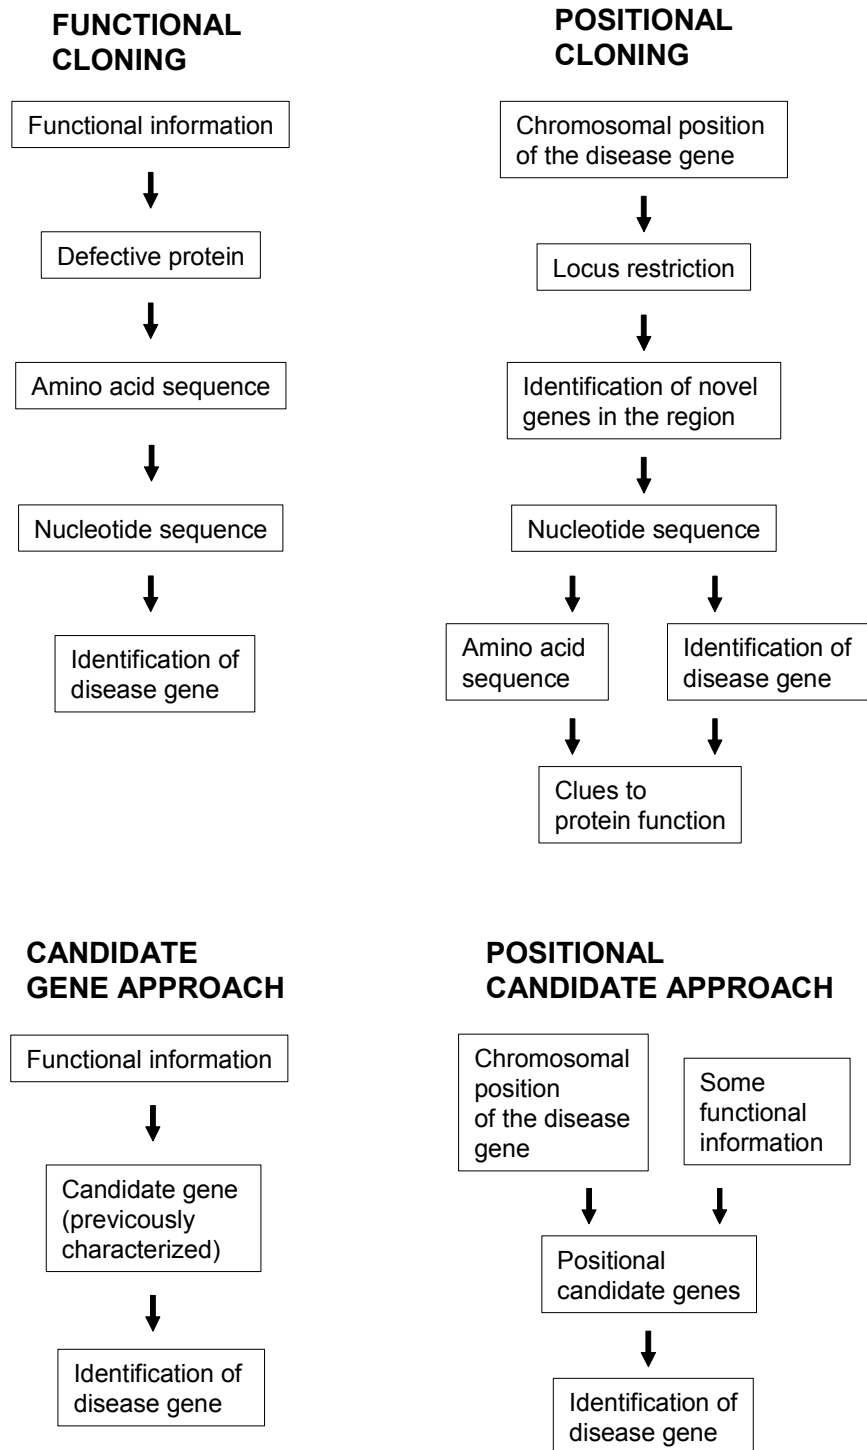 FUNCTIONAL
CLONING
Functional information
Defective protein
Amino acid sequence
Nucleotide sequence
Identification of
disease gene
POSITIONAL
CLONING
Chromosomal position
of the disease gene
Locus restriction
Identification of novel
genes in the region
Nucleotide sequence
Amino acid
sequence
Identification of
disease gene
Clues to
protein function
CANDIDATE
GENE APPROACH
Functional information
Candidate gene
(previcously
characterized)
Identification of
disease gene
POSITIONAL
CANDIDATE APPROACH
Chromosomal
position
of the disease
gene
Some
functional
information
Positional
candidate genes
Identification of
disease gene